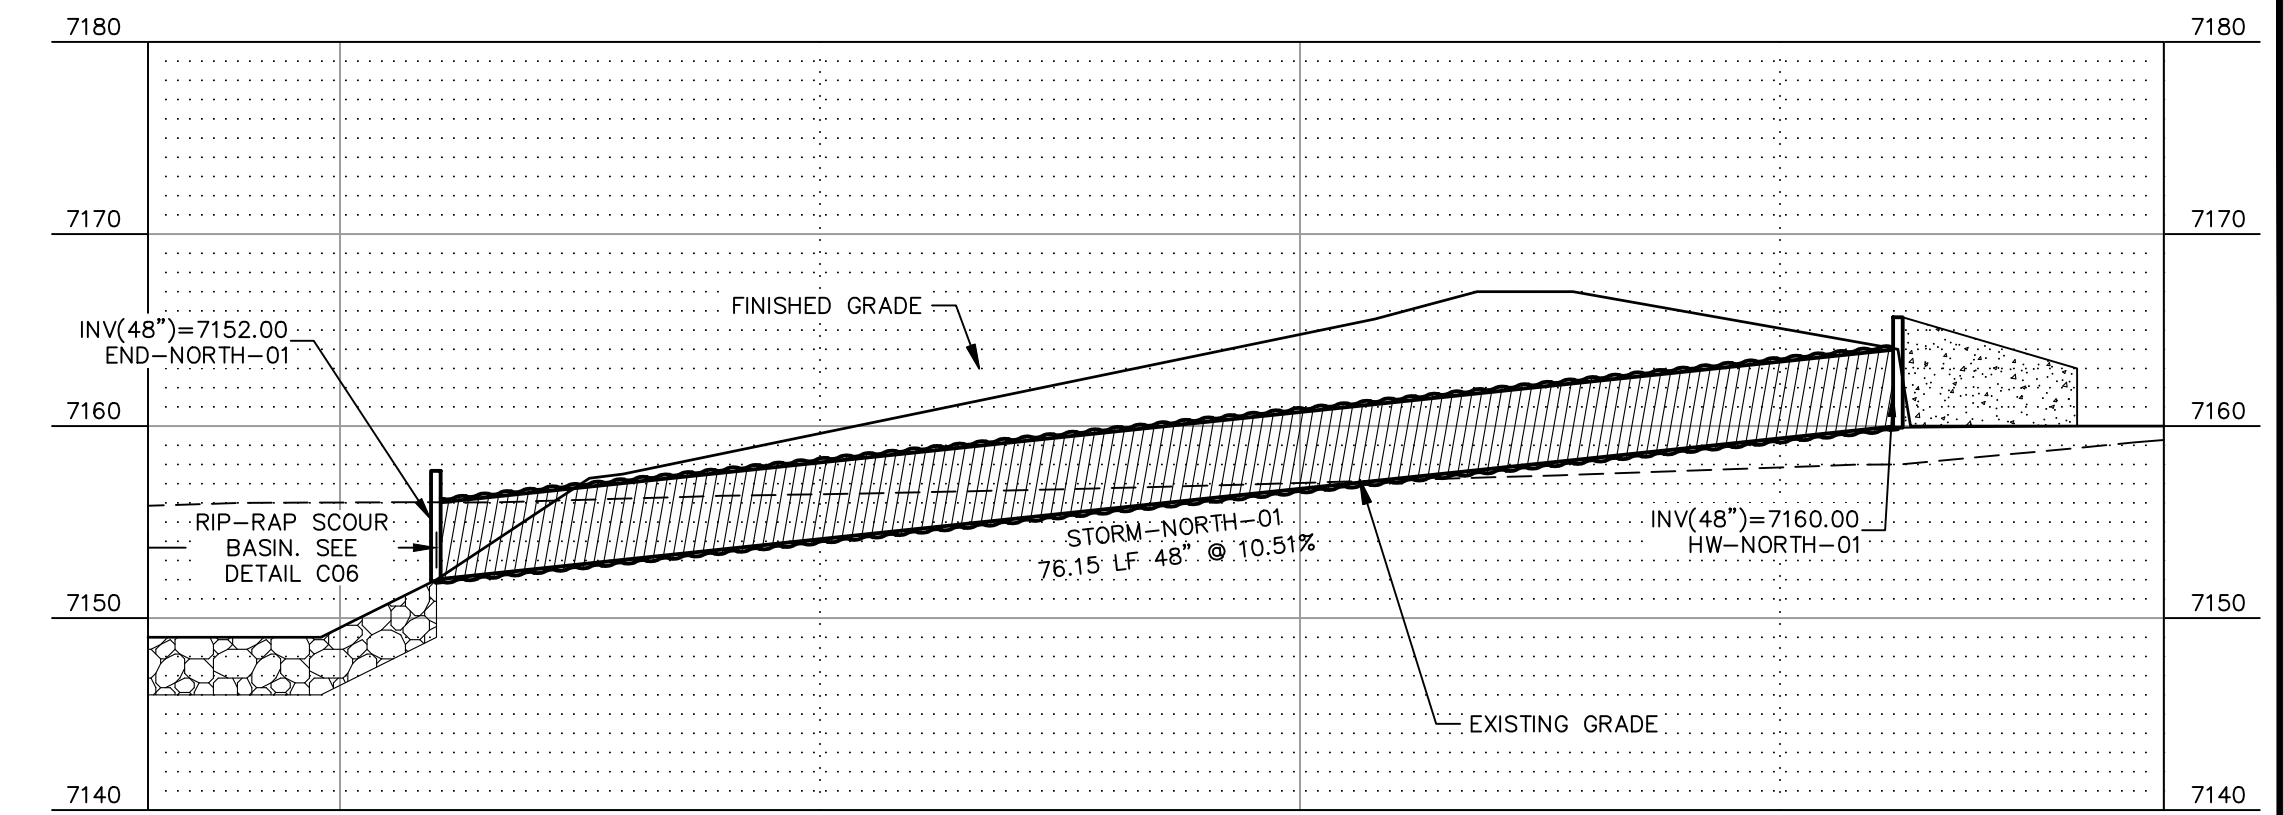 7180
7180
7170
7170
FINISHED GRADE
INV(48")=7152.00
END-NORTH-01
7160
7160
RIP-RAP SCOUR
BASIN. SEE
DETAIL C06
STORM-NORTH-01
76.15 LF 48" @ 10.51%
INV(48")=7160.00
HW-NORTH-01
7150
7150
EXISTING GRADE
7140
7140